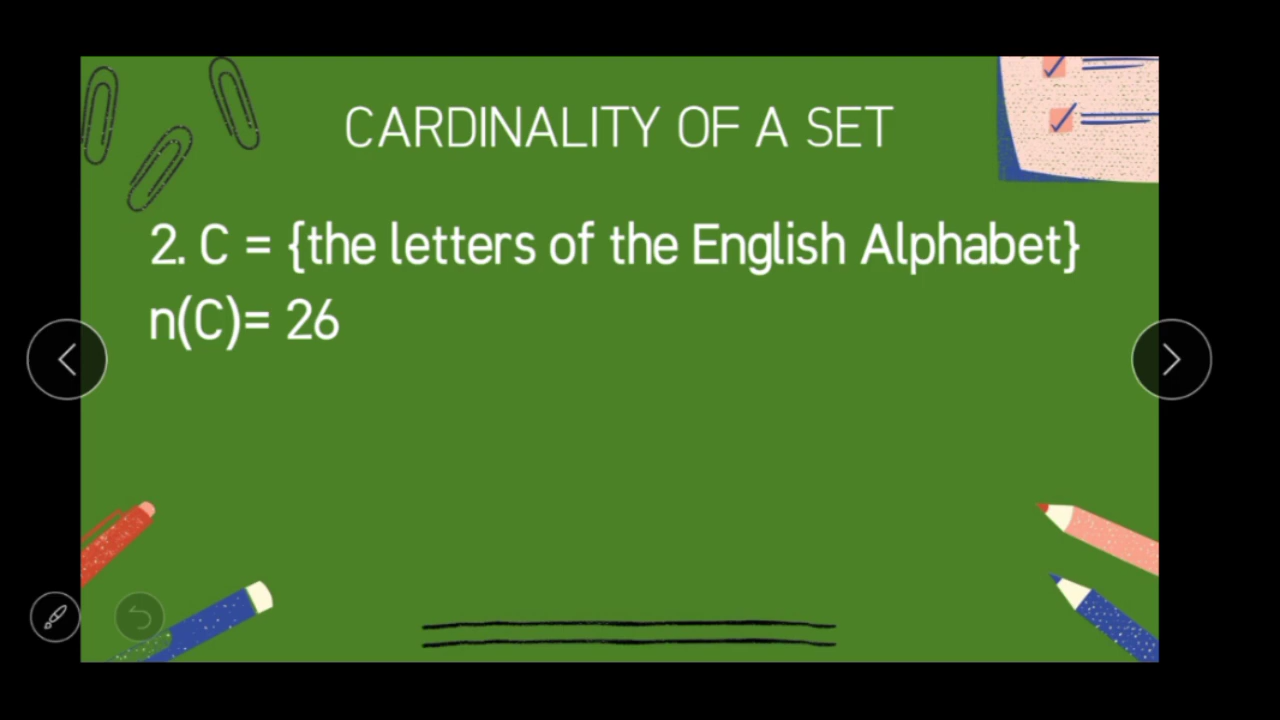 CARDINALITY OF A SET
2. C = {the letters of the English Alphabet}
n(C)= 26